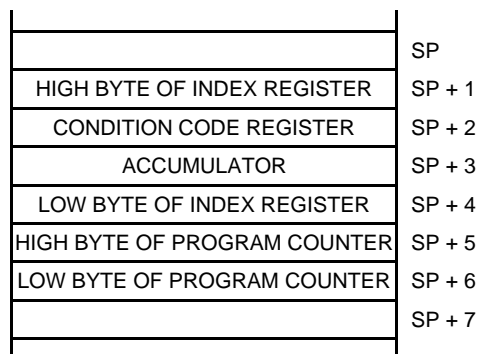 SP
HIGH BYTE OF INDEX REGISTER SP + 1
CONDITION CODE REGISTER SP + 2
ACCUMULATOR SP + 3
LOW BYTE OF INDEX REGISTER SP + 4
HIGH BYTE OF PROGRAM COUNTER SP + 5
LOW BYTE OF PROGRAM COUNTER SP + 6
SP + 7